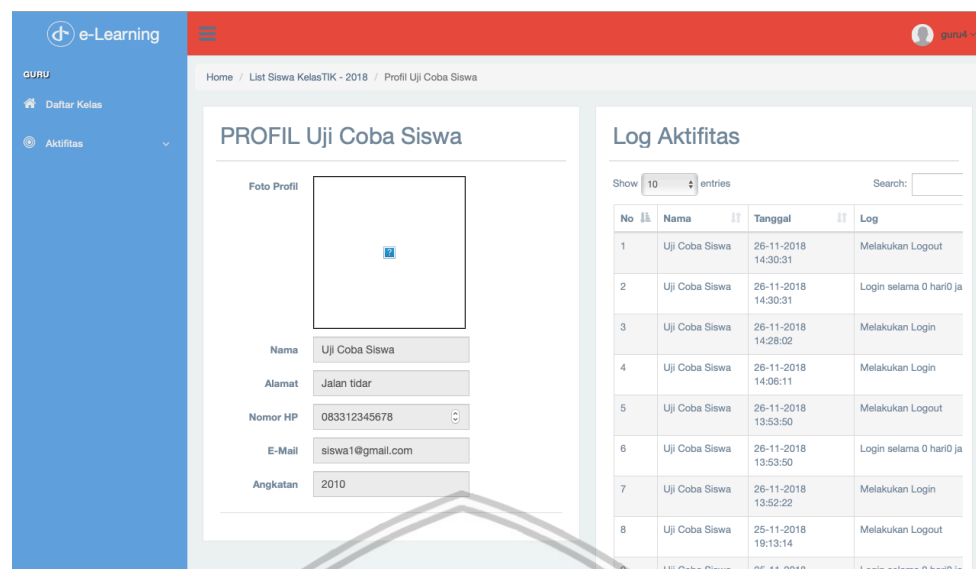 e-Learning
guru4
GURU
Daftar Kelas
Aktifitas
Home / List Siswa KelasTIK - 2018 / Profil Uji Coba Siswa
PROFIL Uji Coba Siswa
Foto Profil
Nama Uji Coba Siswa
Alamat Jalan tidar
Nomor HP 083312345678
E-Mail siswa1@gmail.com
Angkatan 2010
Log Aktifitas
Show 10 entries Search:
No Nama Tanggal Log
1 Uji Coba Siswa 26-11-2018 Melakukan Logout
14:30:31
2 Uji Coba Siswa 26-11-2018 Login selama 0 hari0 ja
14:30:31
3 Uji Coba Siswa 26-11-2018 Melakukan Login
14:28:02
4 Uji Coba Siswa 26-11-2018 Melakukan Login
14:06:11
5 Uji Coba Siswa 26-11-2018 Melakukan Logout
13:53:50
6 Uji Coba Siswa 26-11-2018 Login selama 0 hari0 ja
13:53:50
7 Uji Coba Siswa 26-11-2018 Melakukan Login
13:52:22
8 Uji Coba Siswa 25-11-2018 Melakukan Logout
19:13:14